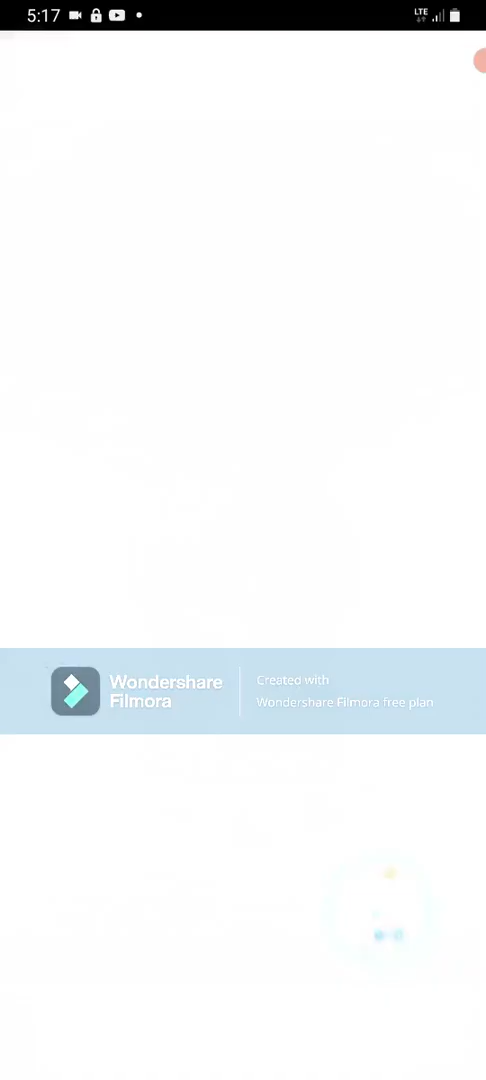 5:17
LTE
Wondershare
Filmora
Created with
Wondershare Filmora free plan